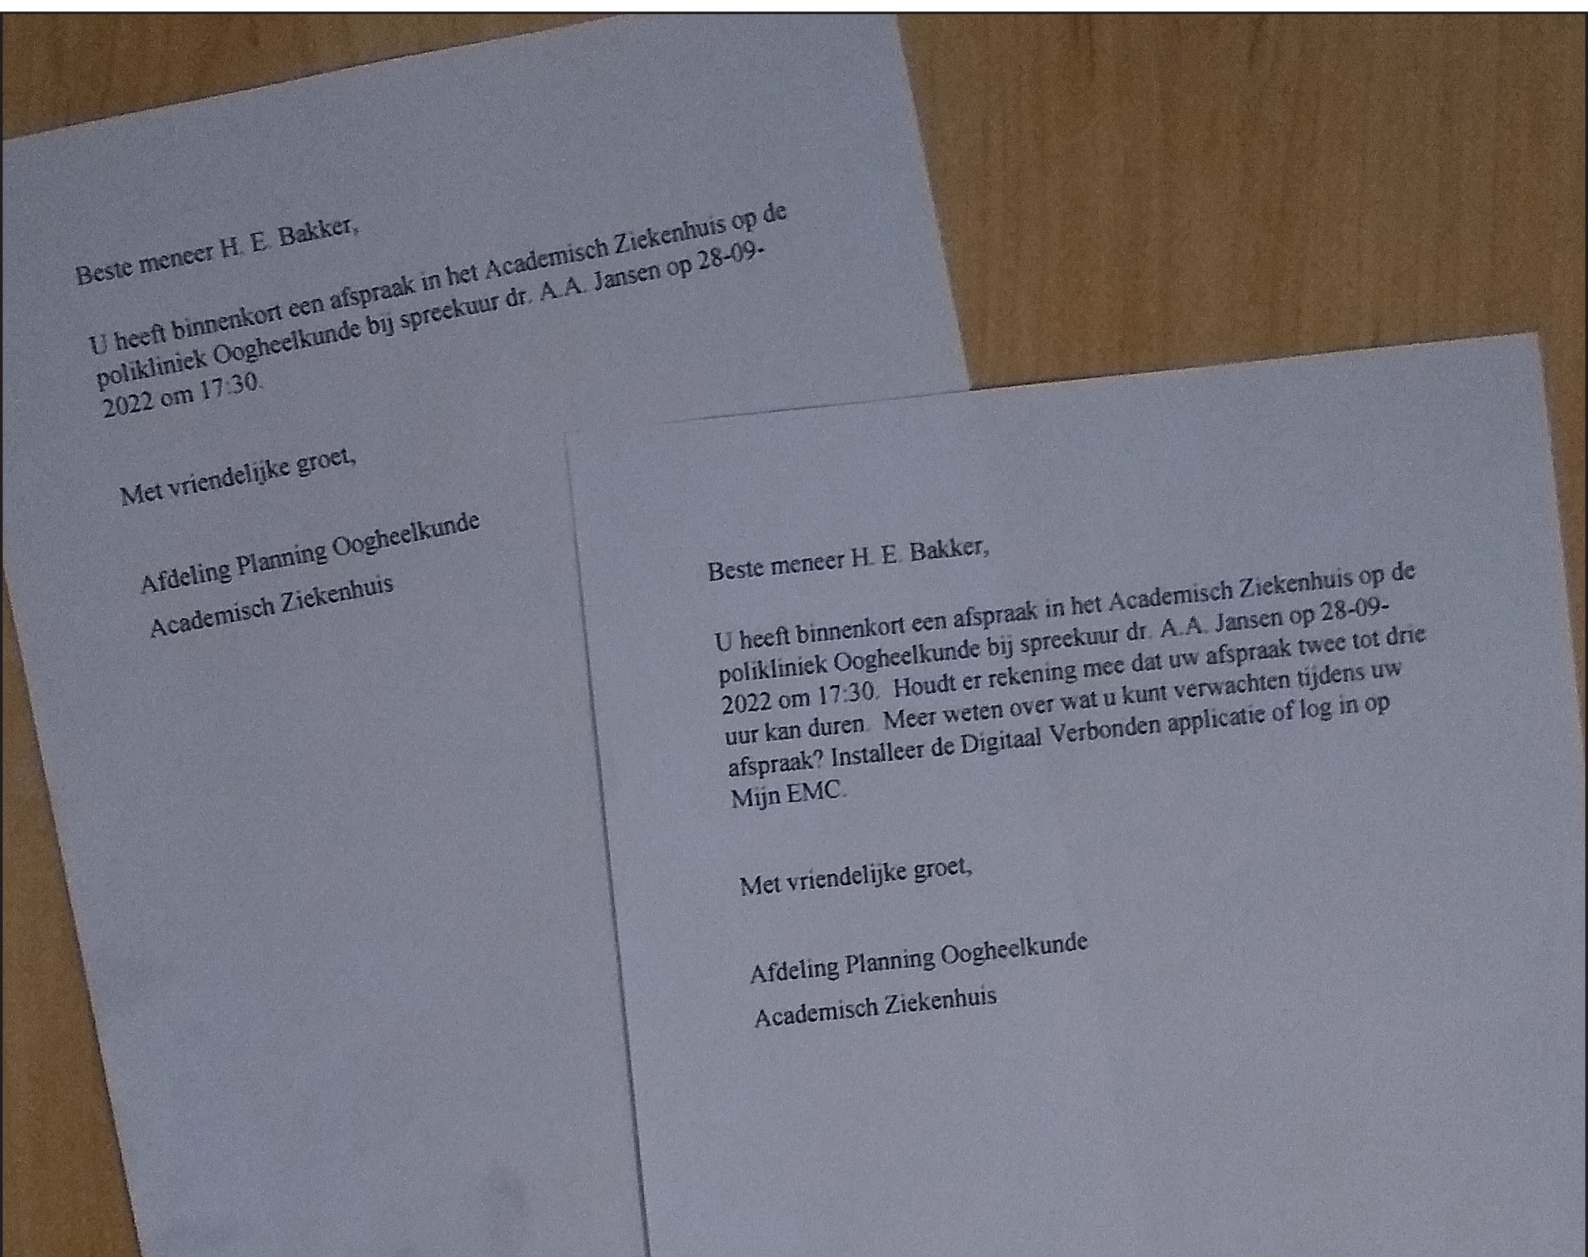 Beste meneer H. E. Bakker,
U heeft binnenkort een afspraak in het Academisch Ziekenhuis op de
polikliniek Oogheelkunde bij spreekuur dr. A.A. Jansen op 28-09-
2022 om 17:30.
Met vriendelijke groet,
Afdeling Planning Oogheelkunde
Academisch Ziekenhuis
Beste meneer H. E. Bakker,
U heeft binnenkort een afspraak in het Academisch Ziekenhuis op de
polikliniek Oogheelkunde bij spreekuur dr. A.A. Jansen op 28-09-
2022 om 17:30. Houdt er rekening mee dat uw afspraak twee tot drie
uur kan duren. Meer weten over wat u kunt verwachten tijdens uw
afspraak? Installeer de Digitaal Verbonden applicatie of log in op
Mijn EMC.
Met vriendelijke groet,
Afdeling Planning Oogheelkunde
Academisch Ziekenhuis